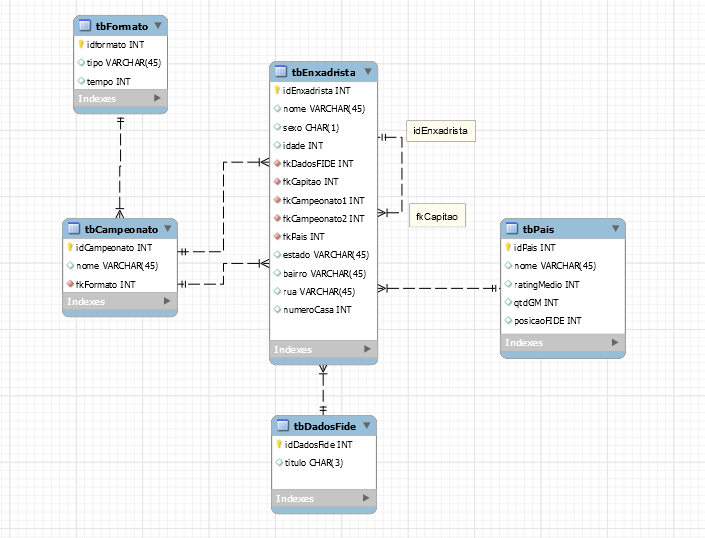 tbFormato
idformato INT
tipo VARCHAR(45)
tempo INT
Indexes
tbEnxadrista
idEnxadrista INT
nome VARCHAR(45)
sexo CHAR(1)
idade INT
fkDadosFIDE INT
fkCapitao INT
fkCampeonato1 INT
fkCampeonato2 INT
fkPais INT
estado VARCHAR(45)
bairro VARCHAR(45)
rua VARCHAR(45)
numeroCasa INT
Indexes
idEnxadrista
fkCapitao
tbCampeonato
idCampeonato INT
nome VARCHAR(45)
fkFormato INT
Indexes
tbPais
idPais INT
nome VARCHAR(45)
ratingMedio INT
qtdGM INT
posicaoFIDE INT
Indexes
tbDadosFide
idDadosFide INT
titulo CHAR(3)
Indexes